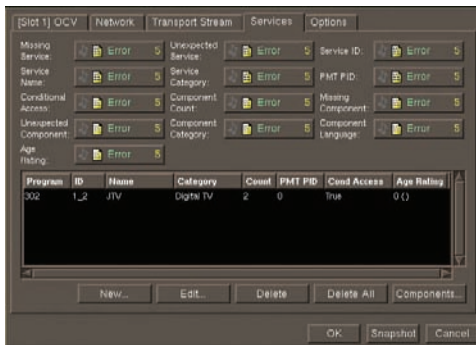 [Slot 1] OCV Network Transport Stream Services Options
Missing Service: Error 5 Unexpected Service: Error 5 Service ID: Error 5
Service Name: Error 5 Service Category: Error 5 PMT PID: Error 5
Conditional Access: Error 5 Component Count: Error 5 Missing Component: Error 5
Unexpected Component: Error 5 Component Category: Error 5 Component Language: Error 5
Age Rating: Error 5
Program ID Name Category Count PMT PID Cond Access Age Rating
302 1_2 JTV Digital TV 2 0 True 0 ()
New... Edit... Delete Delete All Components...
OK Snapshot Cancel